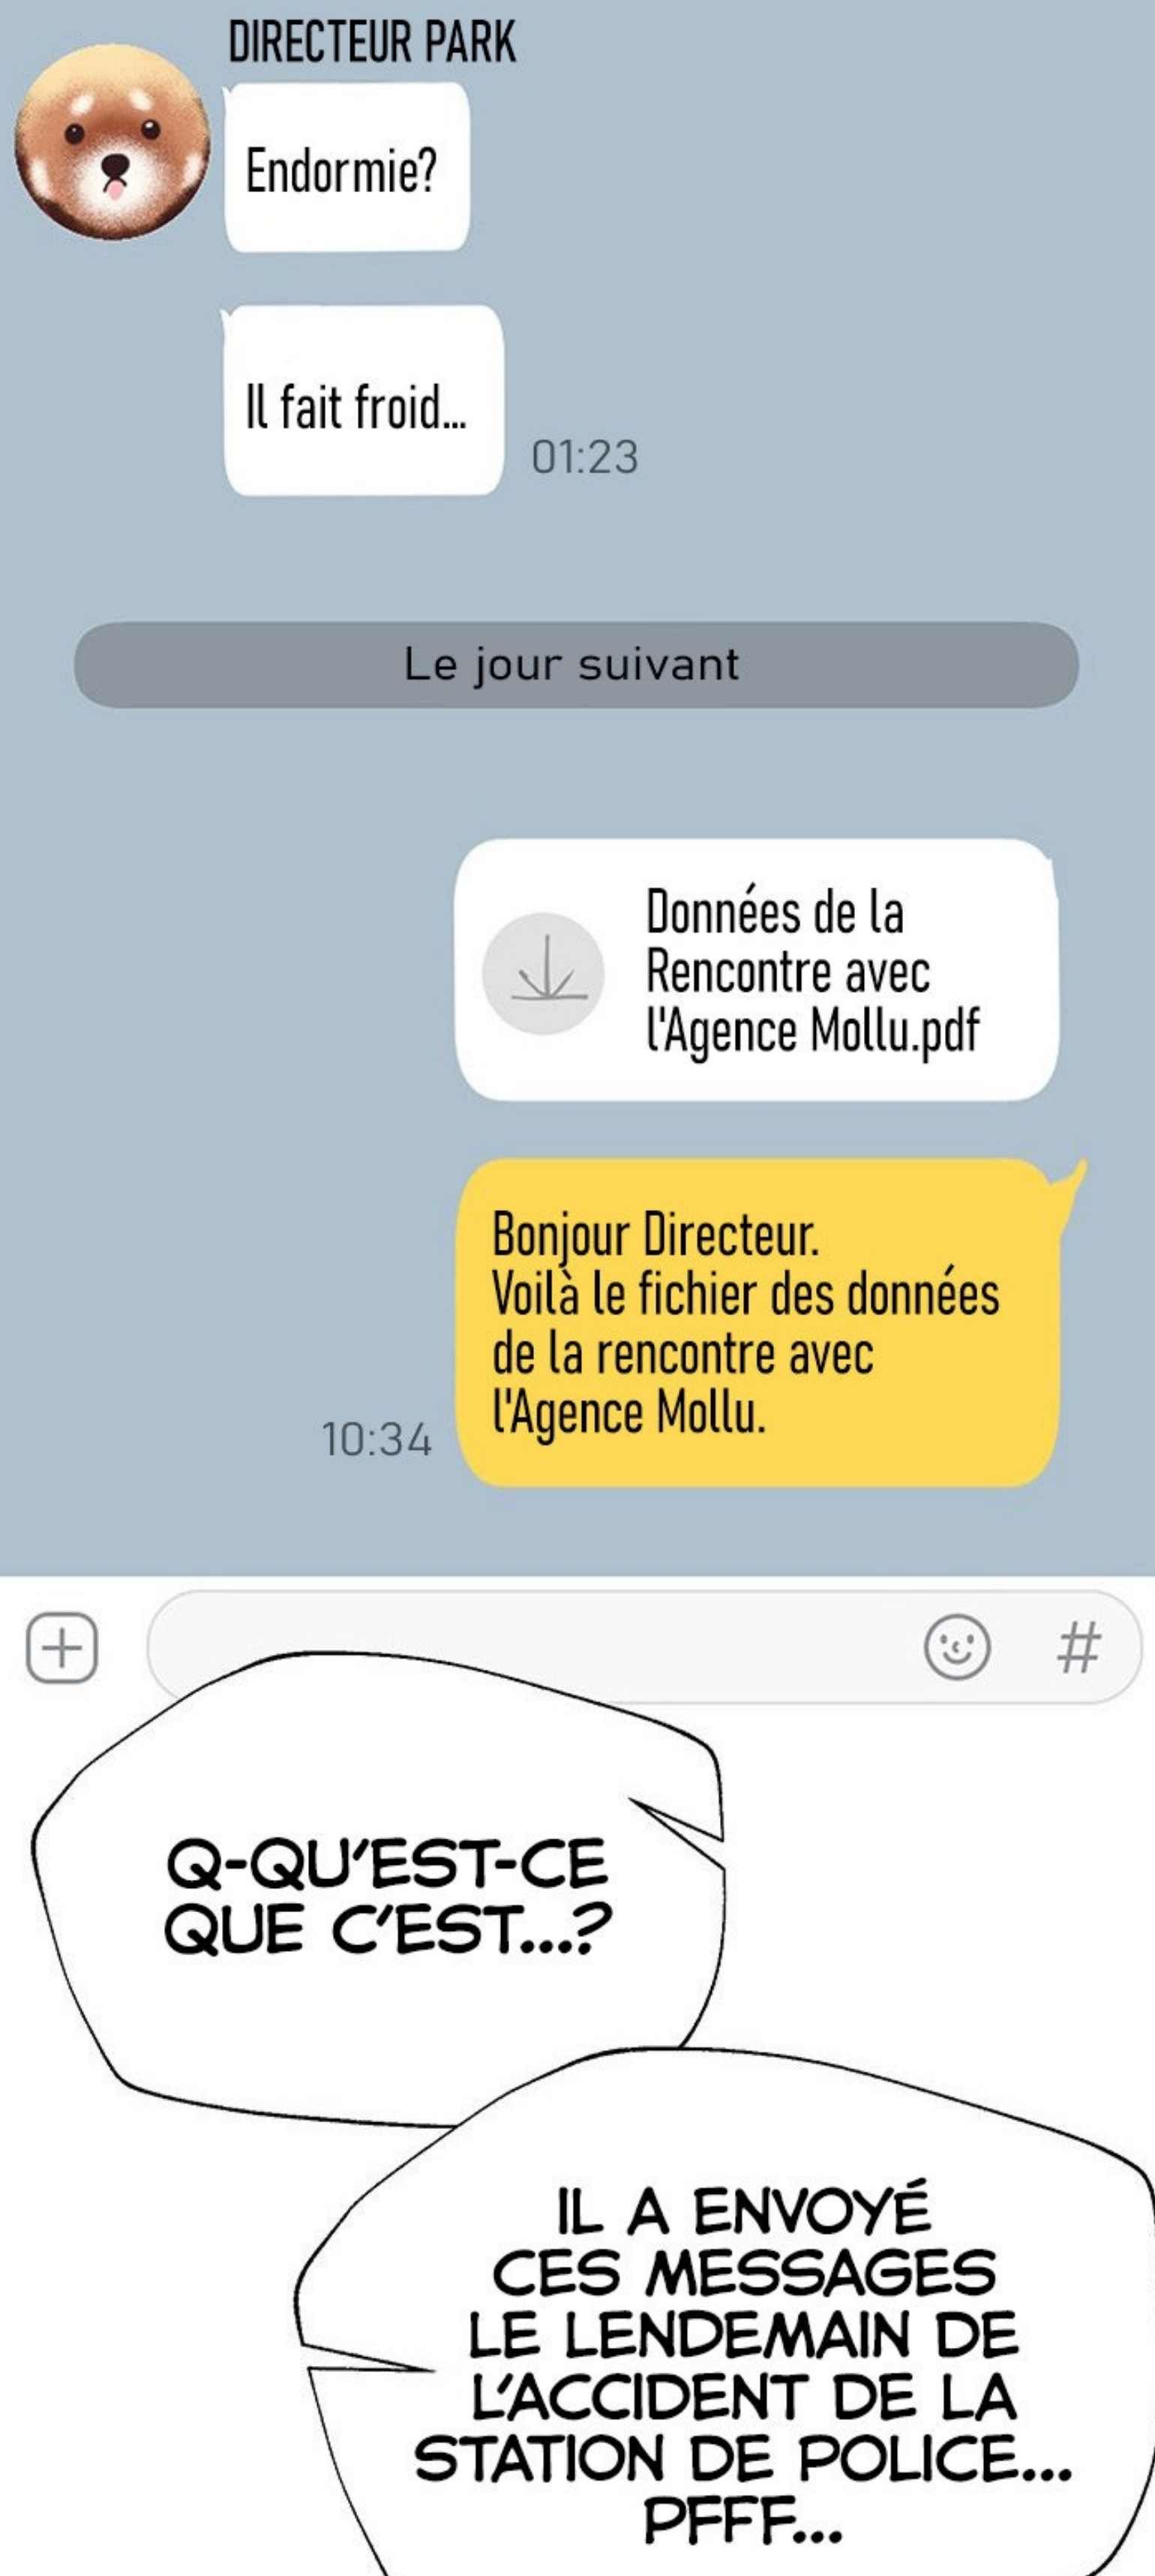 DIRECTEUR PARK
Endormie?
Il fait froid...
01:23
Le jour suivant
Données de la
Rencontre avec
l'Agence Mollu.pdf
Bonjour Directeur.
Voilà le fichier des données
de la rencontre avec
l'Agence Mollu.
10:34
#
Q-QU'EST-CE
QUE C'EST...?
IL A ENVOYÉ
CES MESSAGES
LE LENDEMAIN DE
L'ACCIDENT DE LA
STATION DE POLICE...
PFFF...